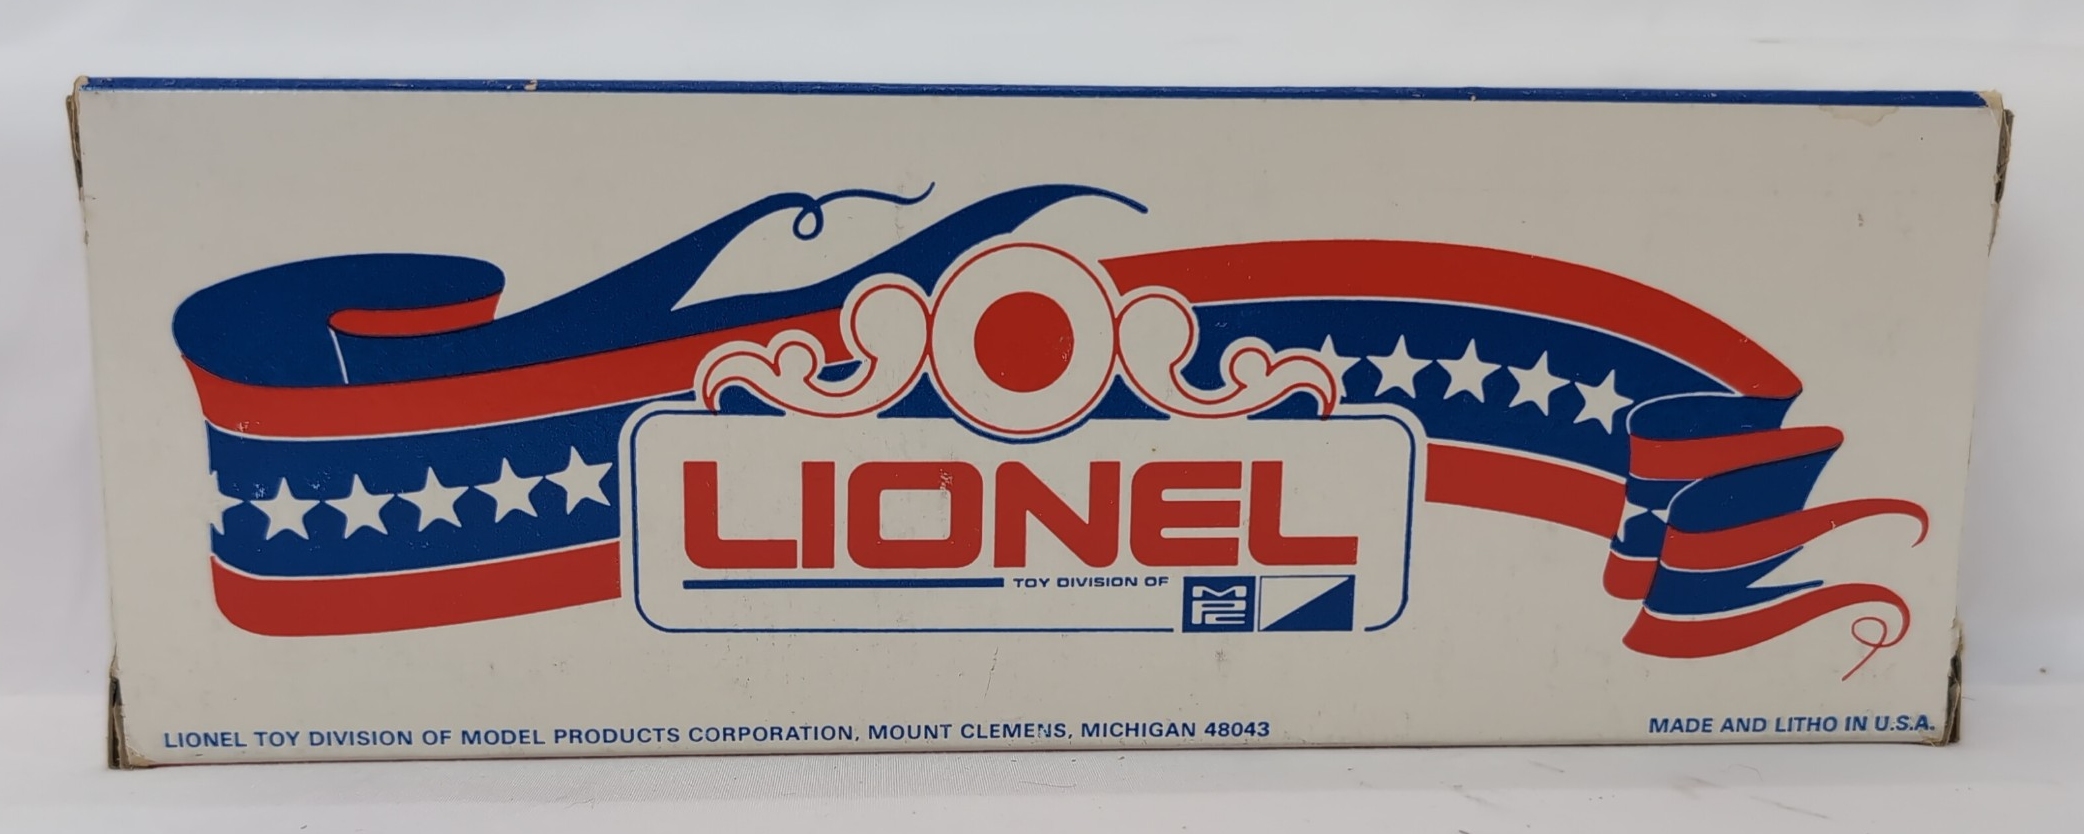 LIONEL
TOY DIVISION OF MPC
LIONEL TOY DIVISION OF MODEL PRODUCTS CORPORATION, MOUNT CLEMENS, MICHIGAN 48043
MADE AND LITHO IN U.S.A.